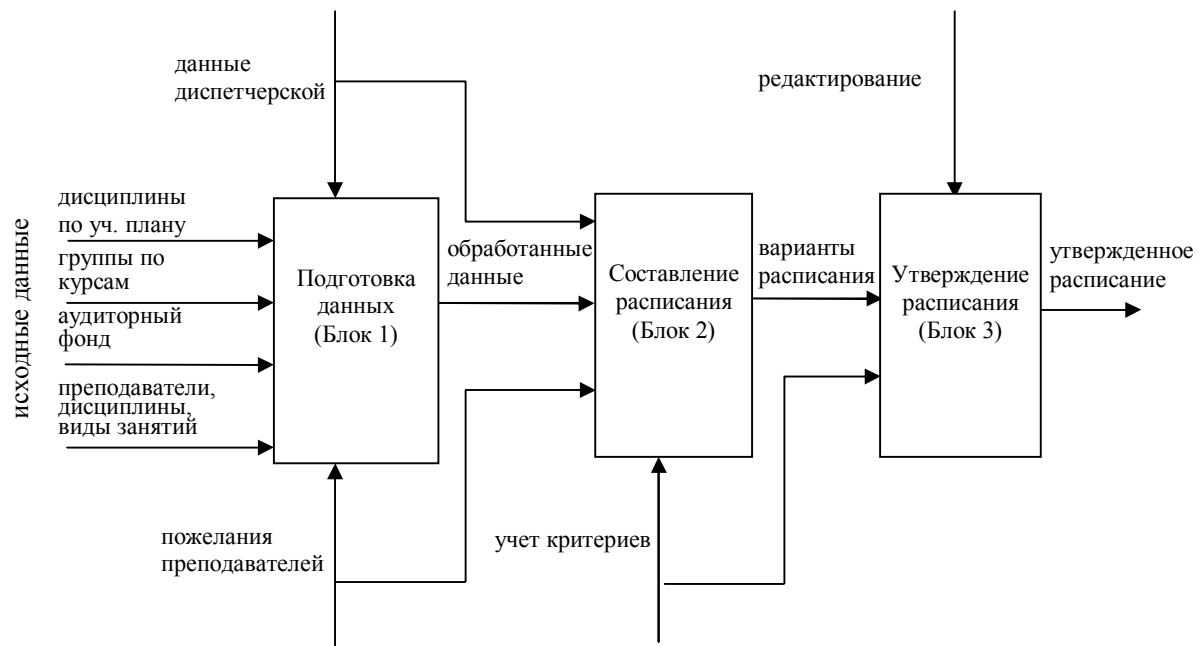 данные
диспетчерской
редактирование
исходные данные
дисциплины
по уч. плану
группы по
курсам
аудиторный
фонд
преподаватели,
дисциплины,
виды занятий
Подготовка
данных
(Блок 1)
обработанные
данные
Составление
расписания
(Блок 2)
варианты
расписания
Утверждение
расписания
(Блок 3)
утвержденное
расписание
пожелания
преподавателей
учет критериев